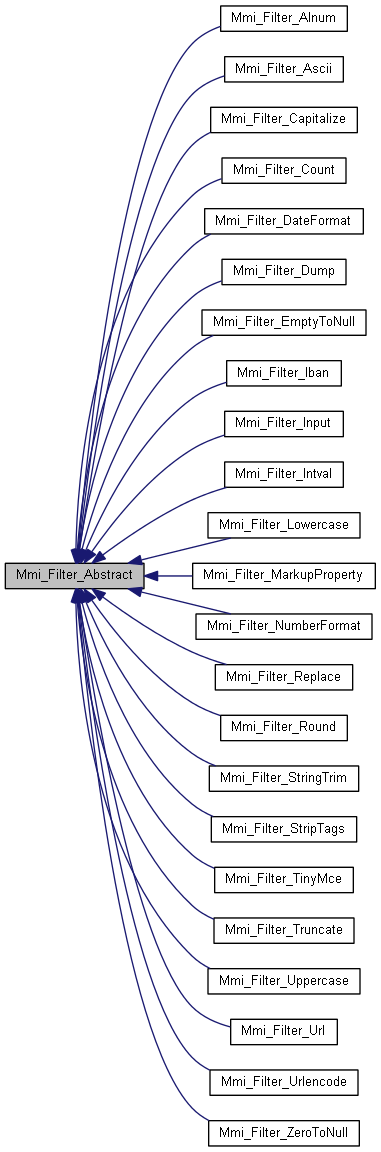 Mmi_Filter_Alnum
Mmi_Filter_Ascii
Mmi_Filter_Capitalize
Mmi_Filter_Count
Mmi_Filter_DateFormat
Mmi_Filter_Dump
Mmi_Filter_EmptyToNull
Mmi_Filter_Iban
Mmi_Filter_Input
Mmi_Filter_Intval
Mmi_Filter_Lowercase
Mmi_Filter_Abstract
Mmi_Filter_MarkupProperty
Mmi_Filter_NumberFormat
Mmi_Filter_Replace
Mmi_Filter_Round
Mmi_Filter_StringTrim
Mmi_Filter_StripTags
Mmi_Filter_TinyMce
Mmi_Filter_Truncate
Mmi_Filter_Uppercase
Mmi_Filter_Url
Mmi_Filter_Urlencode
Mmi_Filter_ZeroToNull